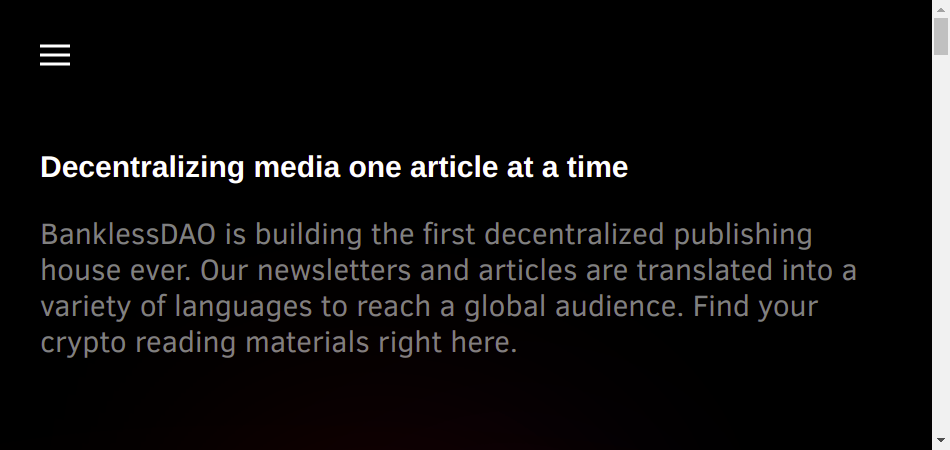 Decentralizing media one article at a time
BanklessDAO is building the first decentralized publishing
house ever. Our newsletters and articles are translated into a
variety of languages to reach a global audience. Find your
crypto reading materials right here.